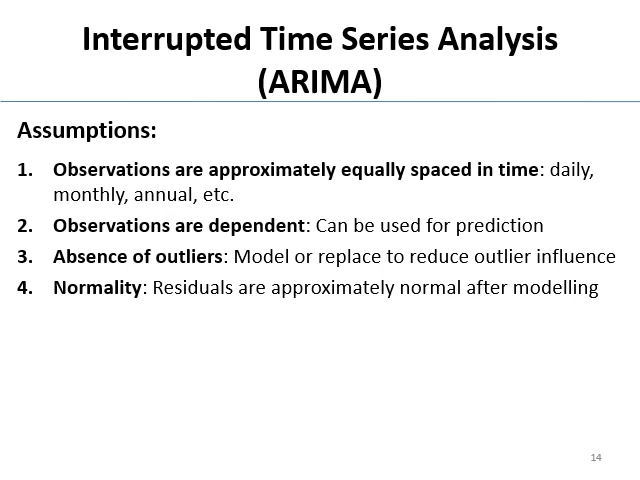 Interrupted Time Series Analysis
(ARIMA)
Assumptions:
1. Observations are approximately equally spaced in time: daily,
monthly, annual, etc.
2. Observations are dependent: Can be used for prediction
3. Absence of outliers: Model or replace to reduce outlier influence
4. Normality: Residuals are approximately normal after modelling
14